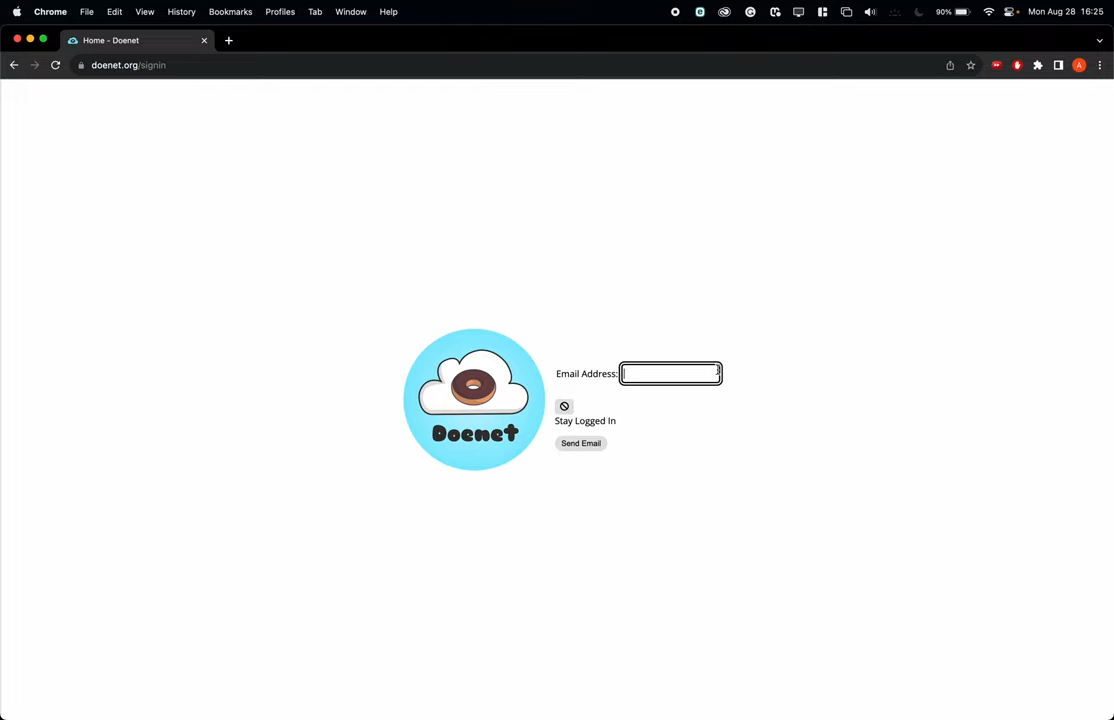 Chrome File Edit View History Bookmarks Profiles Tab Window Help 90% Mon Aug 28 16:25
Home - Doenet
doenet.org/signin
A
Email Address:
Stay Logged In
Doenet
Send Email